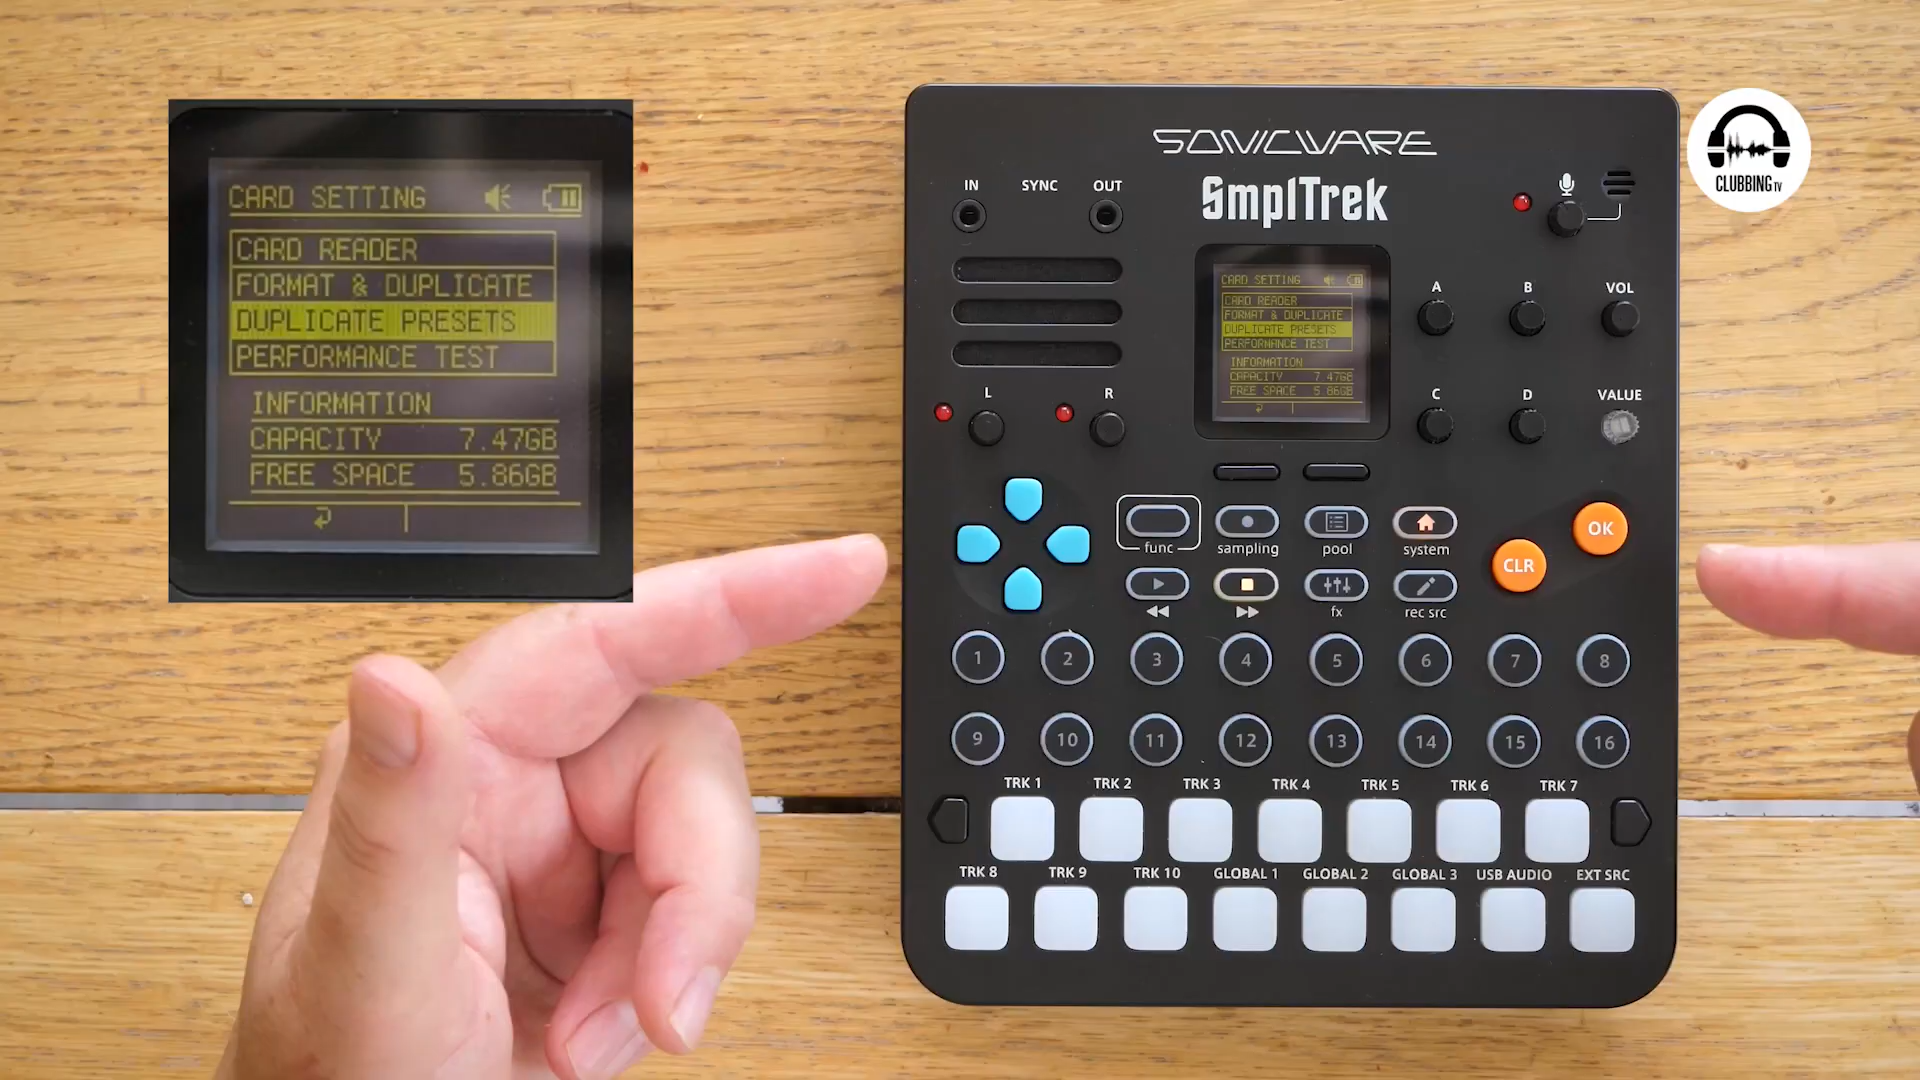 CARD SETTING
CARD READER
FORMAT & DUPLICATE
DUPLICATE PRESETS
PERFORMANCE TEST
INFORMATION
CAPACITY 7.47GB
FREE SPACE 5.86GB
SONICWARE
SmplTrek
IN SYNC OUT
CARD SETTING
CARD READER
FORMAT & DUPLICATE
DUPLICATE PRESETS
PERFORMANCE TEST
INFORMATION
CAPACITY 7.47GB
FREE SPACE 5.86GB
A B VOL
L R
C D VALUE
func sampling pool system
OK
CLR
fx rec src
1 2 3 4 5 6 7 8
9 10 11 12 13 14 15 16
TRK 1 TRK 2 TRK 3 TRK 4 TRK 5 TRK 6 TRK 7
TRK 8 TRK 9 TRK 10 GLOBAL 1 GLOBAL 2 GLOBAL 3 USB AUDIO EXT SRC
CLUBBING TV